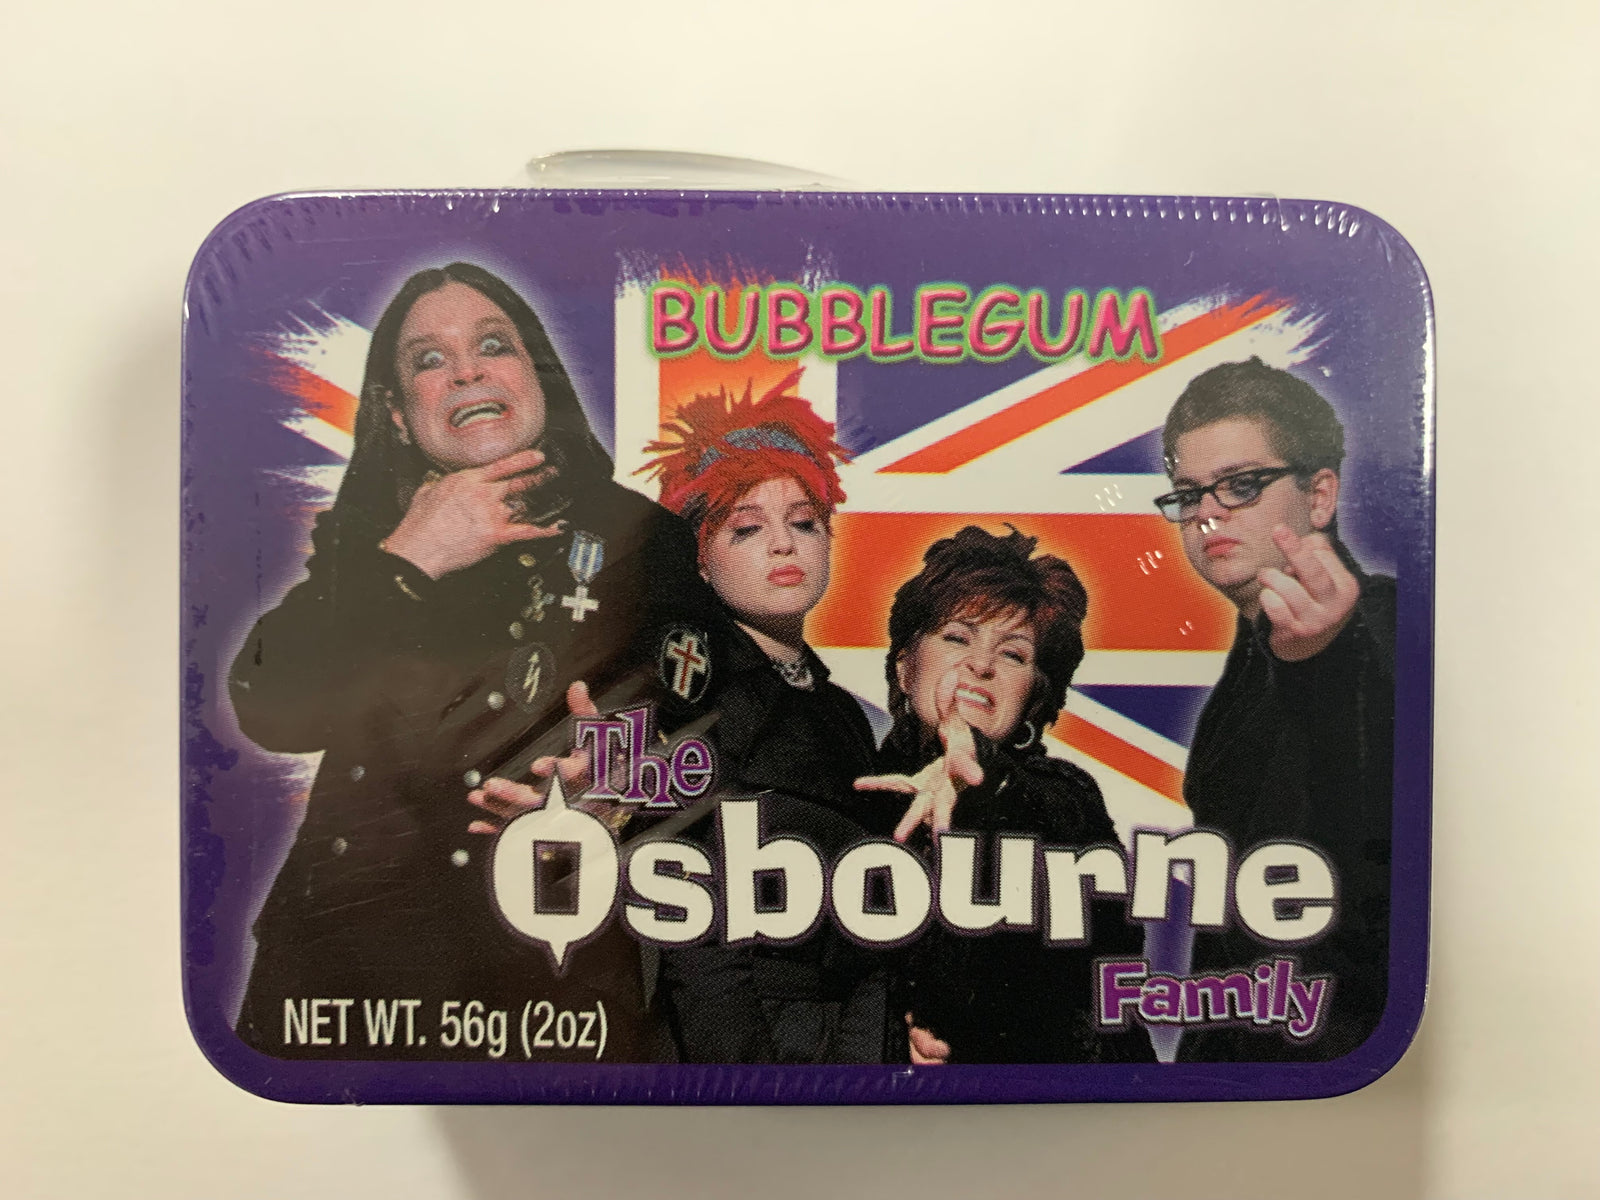 BUBBLEGUM
The
Osbourne
Family
NET WT. 56g (2oz)